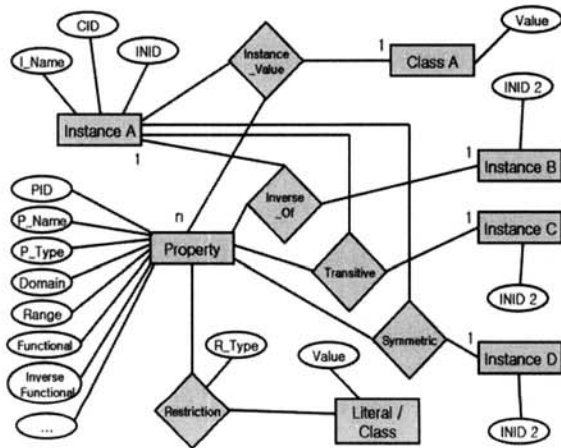 CID
Value
I_Name
INID
Instance
_Value
1
Class A
INID 2
Instance A
1
1
Instance B
PID
n
Inverse
_Of
P_Name
1
P_Type
Property
Instance C
Transitive
Domain
Range
INID 2
Functional
R_Type
Value
Symmetric
1
Instance D
Inverse
Functional
Restriction
Literal /
Class
...
INID 2